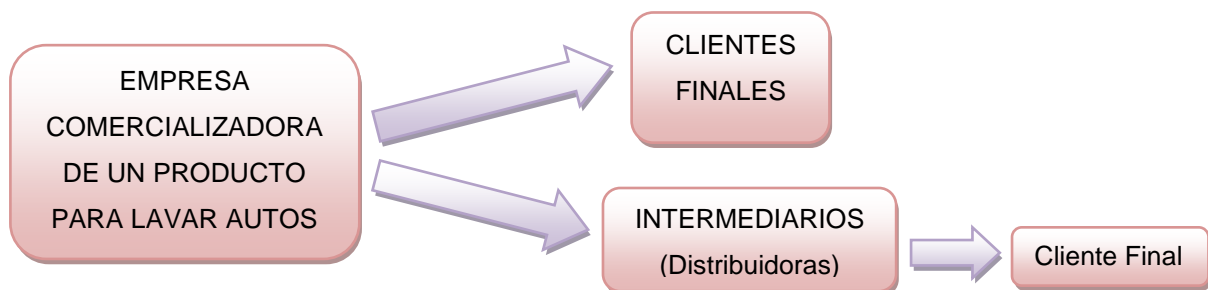 EMPRESA
COMERCIALIZADORA
DE UN PRODUCTO
PARA LAVAR AUTOS
CLIENTES
FINALES
INTERMEDIARIOS
(Distribuidoras)
Cliente Final